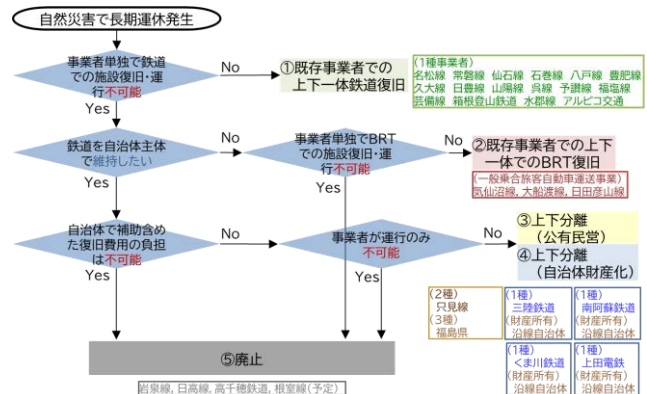 自然災害で長期運休発生
事業者単独で鉄道
での施設復旧・運
行不可能
No
Yes
①既存事業者での
上下一体鉄道復旧
(1種事業者)
名松線 常磐線 仙石線 石巻線 八戸線 豊肥線
久大線 日豊線 山陽線 呉線 予讃線 福塩線
芸備線 箱根登山鉄道 水郡線 アルピコ交通
鉄道を自治体主体
で維持したい
No
Yes
事業者単独でBRT
での施設復旧・運
行不可能
No
Yes
②既存事業者での上下
一体でのBRT復旧
(一般乗合旅客自動車運送事業)
気仙沼線, 大船渡線, 日田彦山線
自治体で補助含め
た復旧費用の負担
は不可能
No
Yes
事業者が運行のみ
不可能
No
Yes
③上下分離
(公有民営)
④上下分離
(自治体財産化)
(2種)
只見線
(3種)
福島県
(1種)
三陸鉄道
(財産所有)
沿線自治体
(1種)
南阿蘇鉄道
(財産所有)
沿線自治体
(1種)
くま川鉄道
(財産所有)
沿線自治体
(1種)
上田電鉄
(財産所有)
沿線自治体
⑤廃止
岩泉線, 日高線, 高千穂鉄道, 根室線(予定)